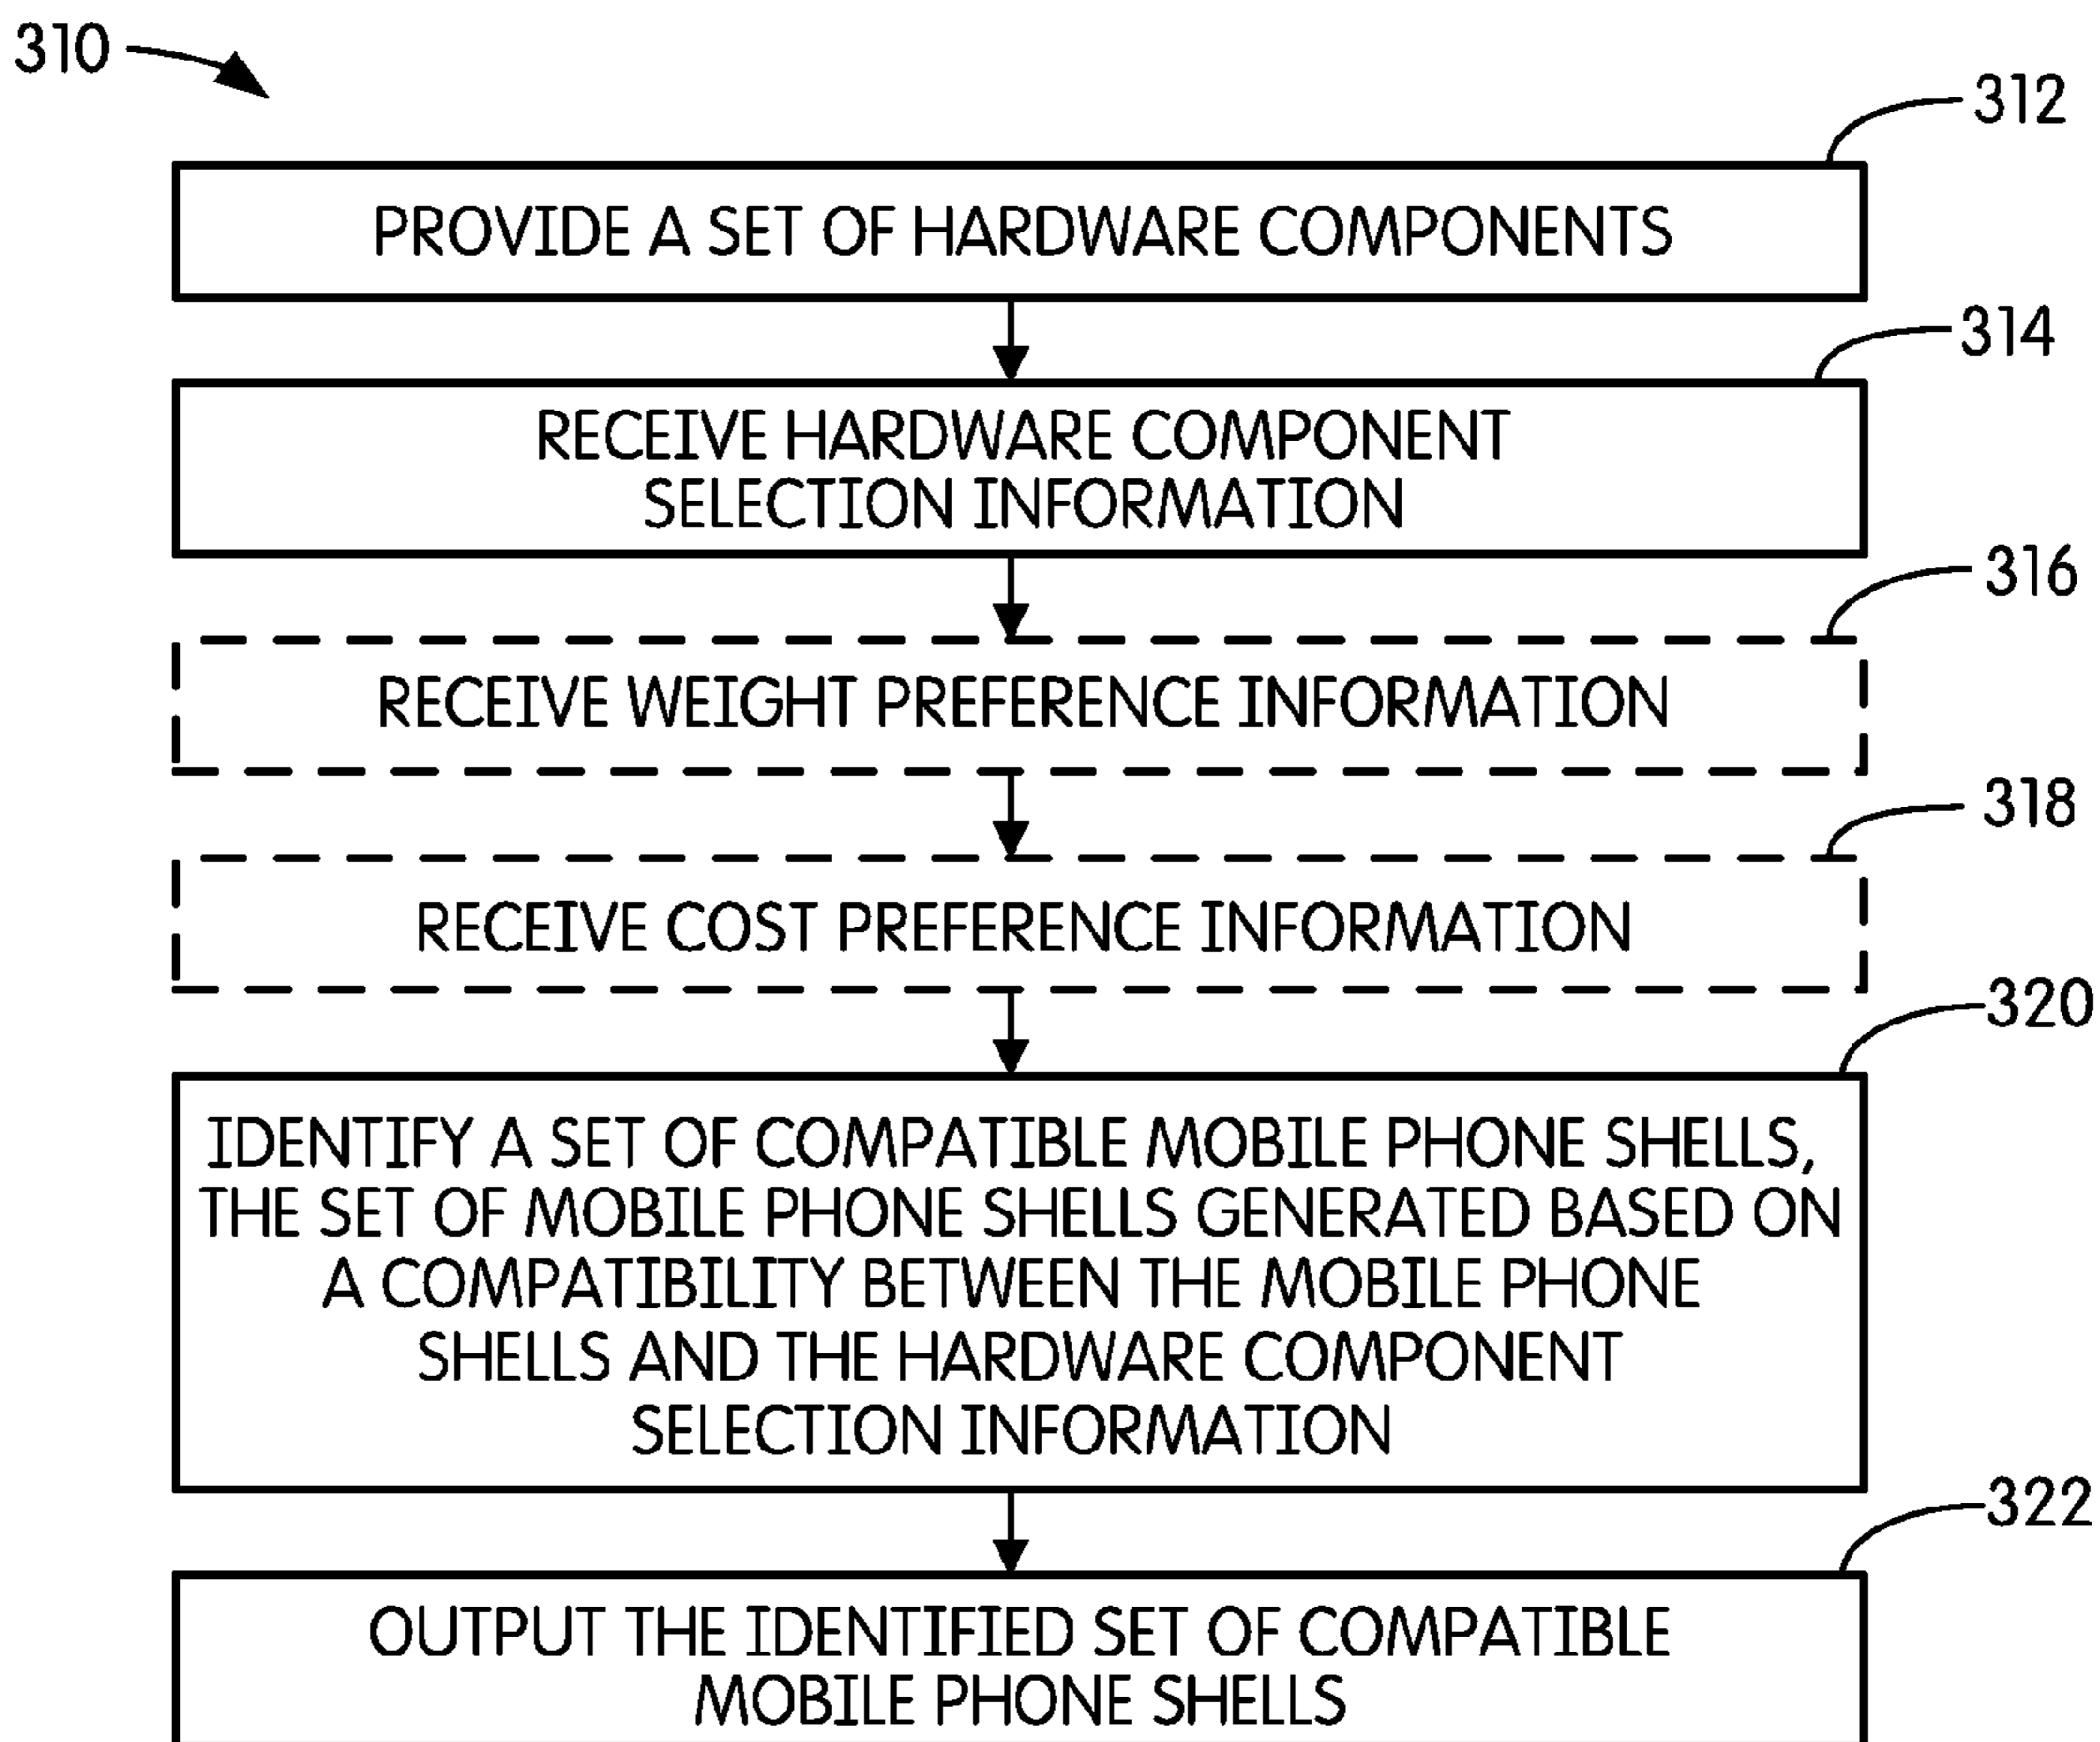 310
312
PROVIDE A SET OF HARDWARE COMPONENTS
314
RECEIVE HARDWARE COMPONENT
SELECTION INFORMATION
316
RECEIVE WEIGHT PREFERENCE INFORMATION
318
RECEIVE COST PREFERENCE INFORMATION
320
IDENTIFY A SET OF COMPATIBLE MOBILE PHONE SHELLS,
THE SET OF MOBILE PHONE SHELLS GENERATED BASED ON
A COMPATIBILITY BETWEEN THE MOBILE PHONE
SHELLS AND THE HARDWARE COMPONENT
SELECTION INFORMATION
322
OUTPUT THE IDENTIFIED SET OF COMPATIBLE
MOBILE PHONE SHELLS